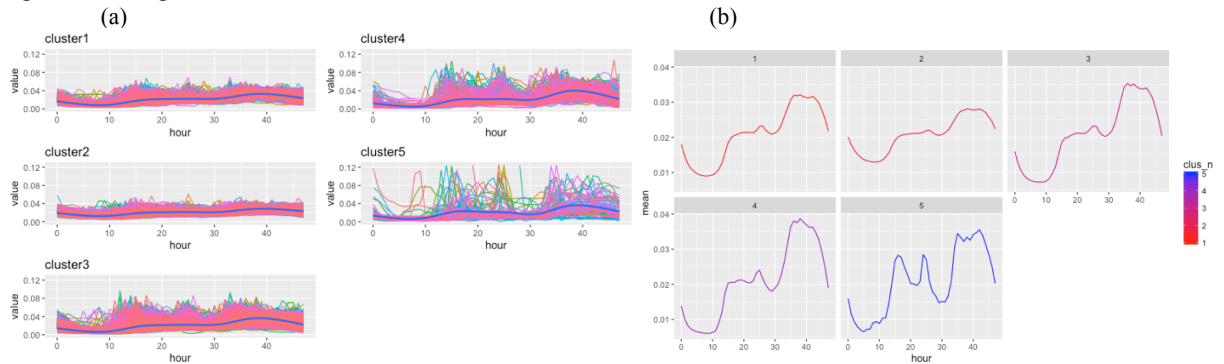 (a)
(b)
cluster1
value
0.12
0.08
0.04
0.00
0 10 20 30 40
hour
cluster4
value
0.12
0.08
0.04
0.00
0 10 20 30 40
hour
cluster2
value
0.12
0.08
0.04
0.00
0 10 20 30 40
hour
cluster5
value
0.12
0.08
0.04
0.00
0 10 20 30 40
hour
cluster3
value
0.12
0.08
0.04
0.00
0 10 20 30 40
hour
mean
1
2
3
0.04
0.03
0.02
0.01
0 10 20 30 40
4
5
0.04
0.03
0.02
0.01
0 10 20 30 40
0 10 20 30 40
hour
clus_n
5
4
3
2
1